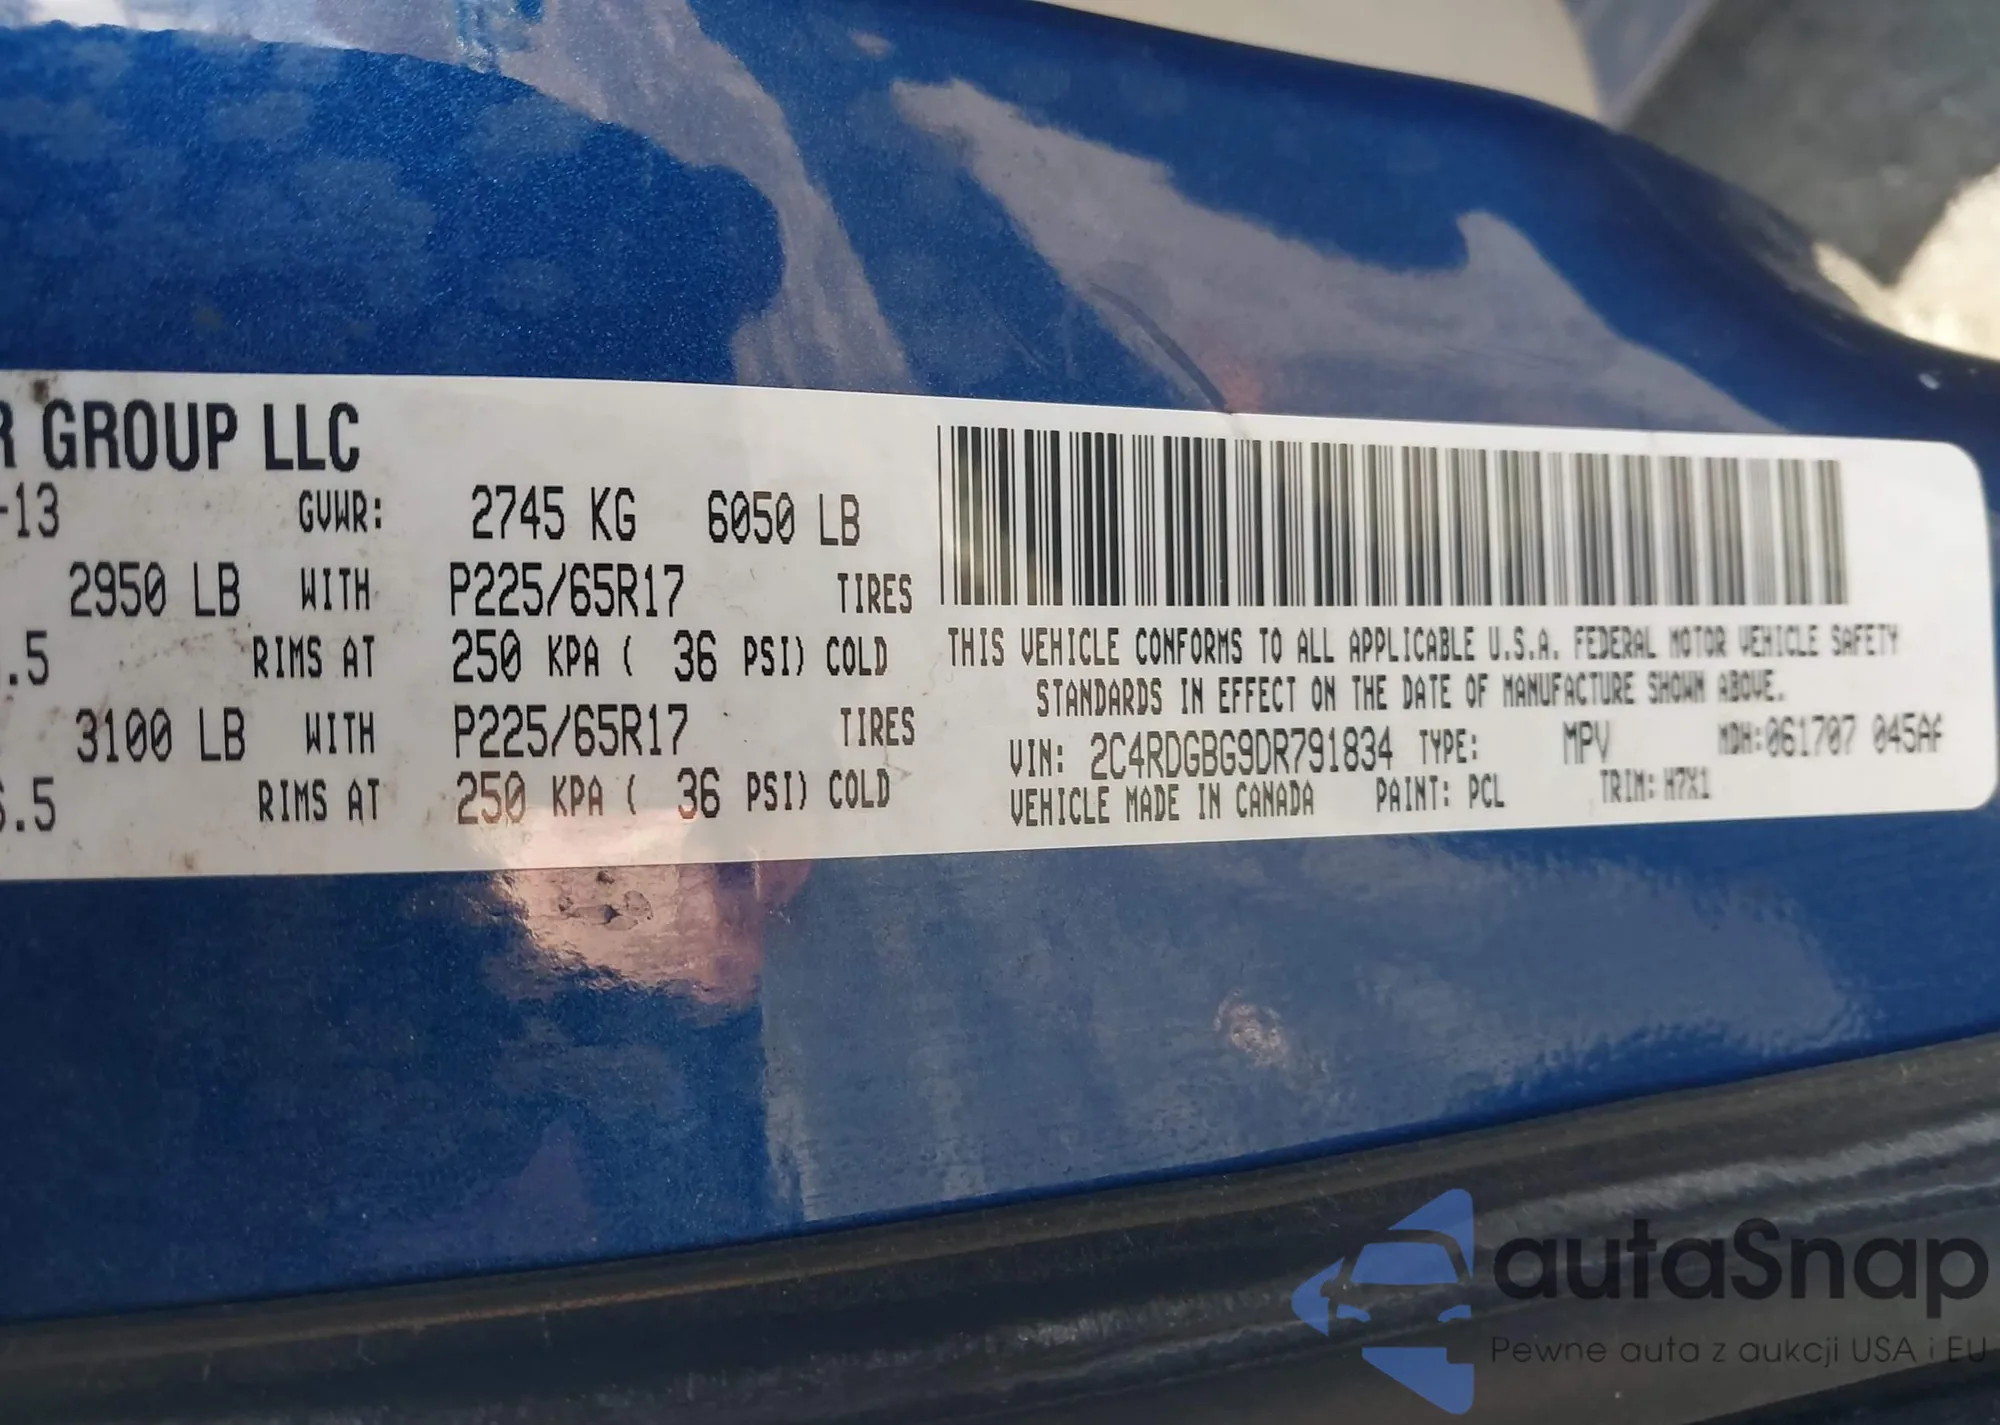 R GROUP LLC
-13 GVWR: 2745 KG 6050 LB
2950 LB WITH P225/65R17 TIRES
.5 RIMS AT 250 KPA ( 36 PSI) COLD
3100 LB WITH P225/65R17 TIRES
6.5 RIMS AT 250 KPA ( 36 PSI) COLD
THIS VEHICLE CONFORMS TO ALL APPLICABLE U.S.A. FEDERAL MOTOR VEHICLE SAFETY
STANDARDS IN EFFECT ON THE DATE OF MANUFACTURE SHOWN ABOVE.
VIN: 2C4RDGBG9DR791834 TYPE: MPV MDH:061707 045AF
VEHICLE MADE IN CANADA PAINT: PCL TRIM: H7X1
autaSnap
Pewne auta z aukcji USA i EU